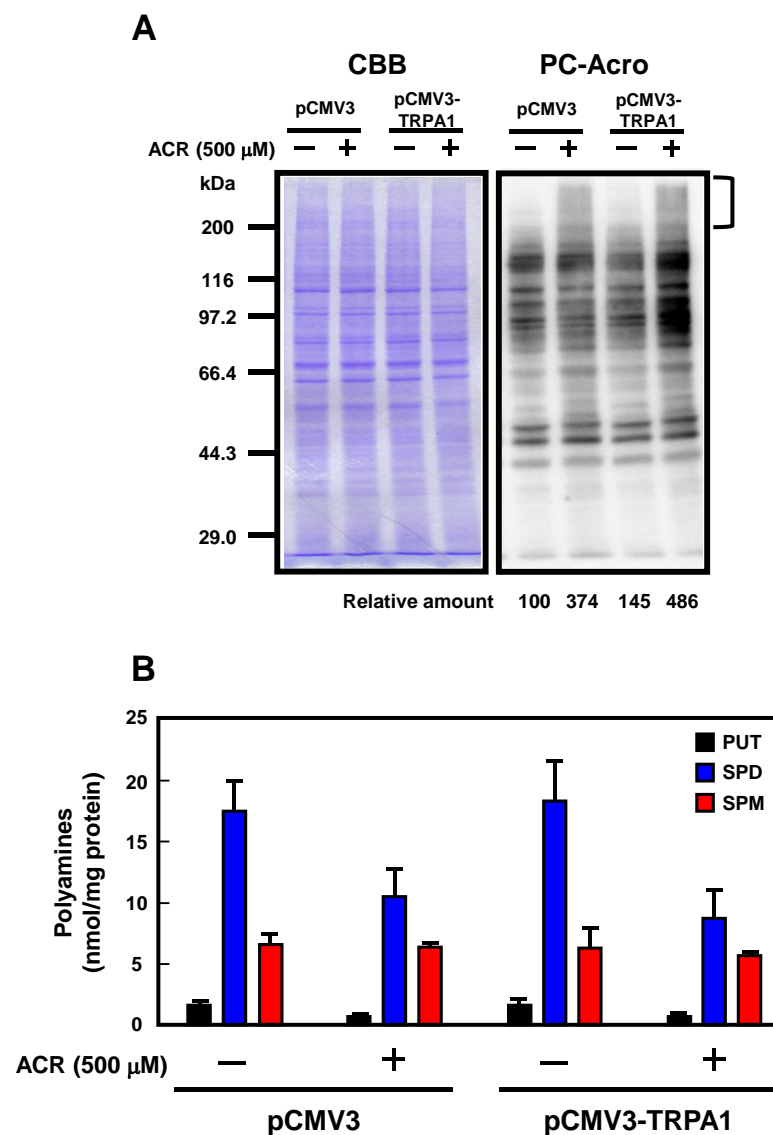 A
CBB PC-Acro
pCMV3 pCMV3-
TRPA1 pCMV3 pCMV3-
TRPA1
ACR (500 μM) — + — + — + — +
kDa
200
116
97.2
66.4
44.3
29.0
Relative amount 100 374 145 486
B
25
20
15
10
5
0
Polyamines
(nmol/mg protein)
PUT
SPD
SPM
ACR (500 μM) — + — +
pCMV3 pCMV3-TRPA1